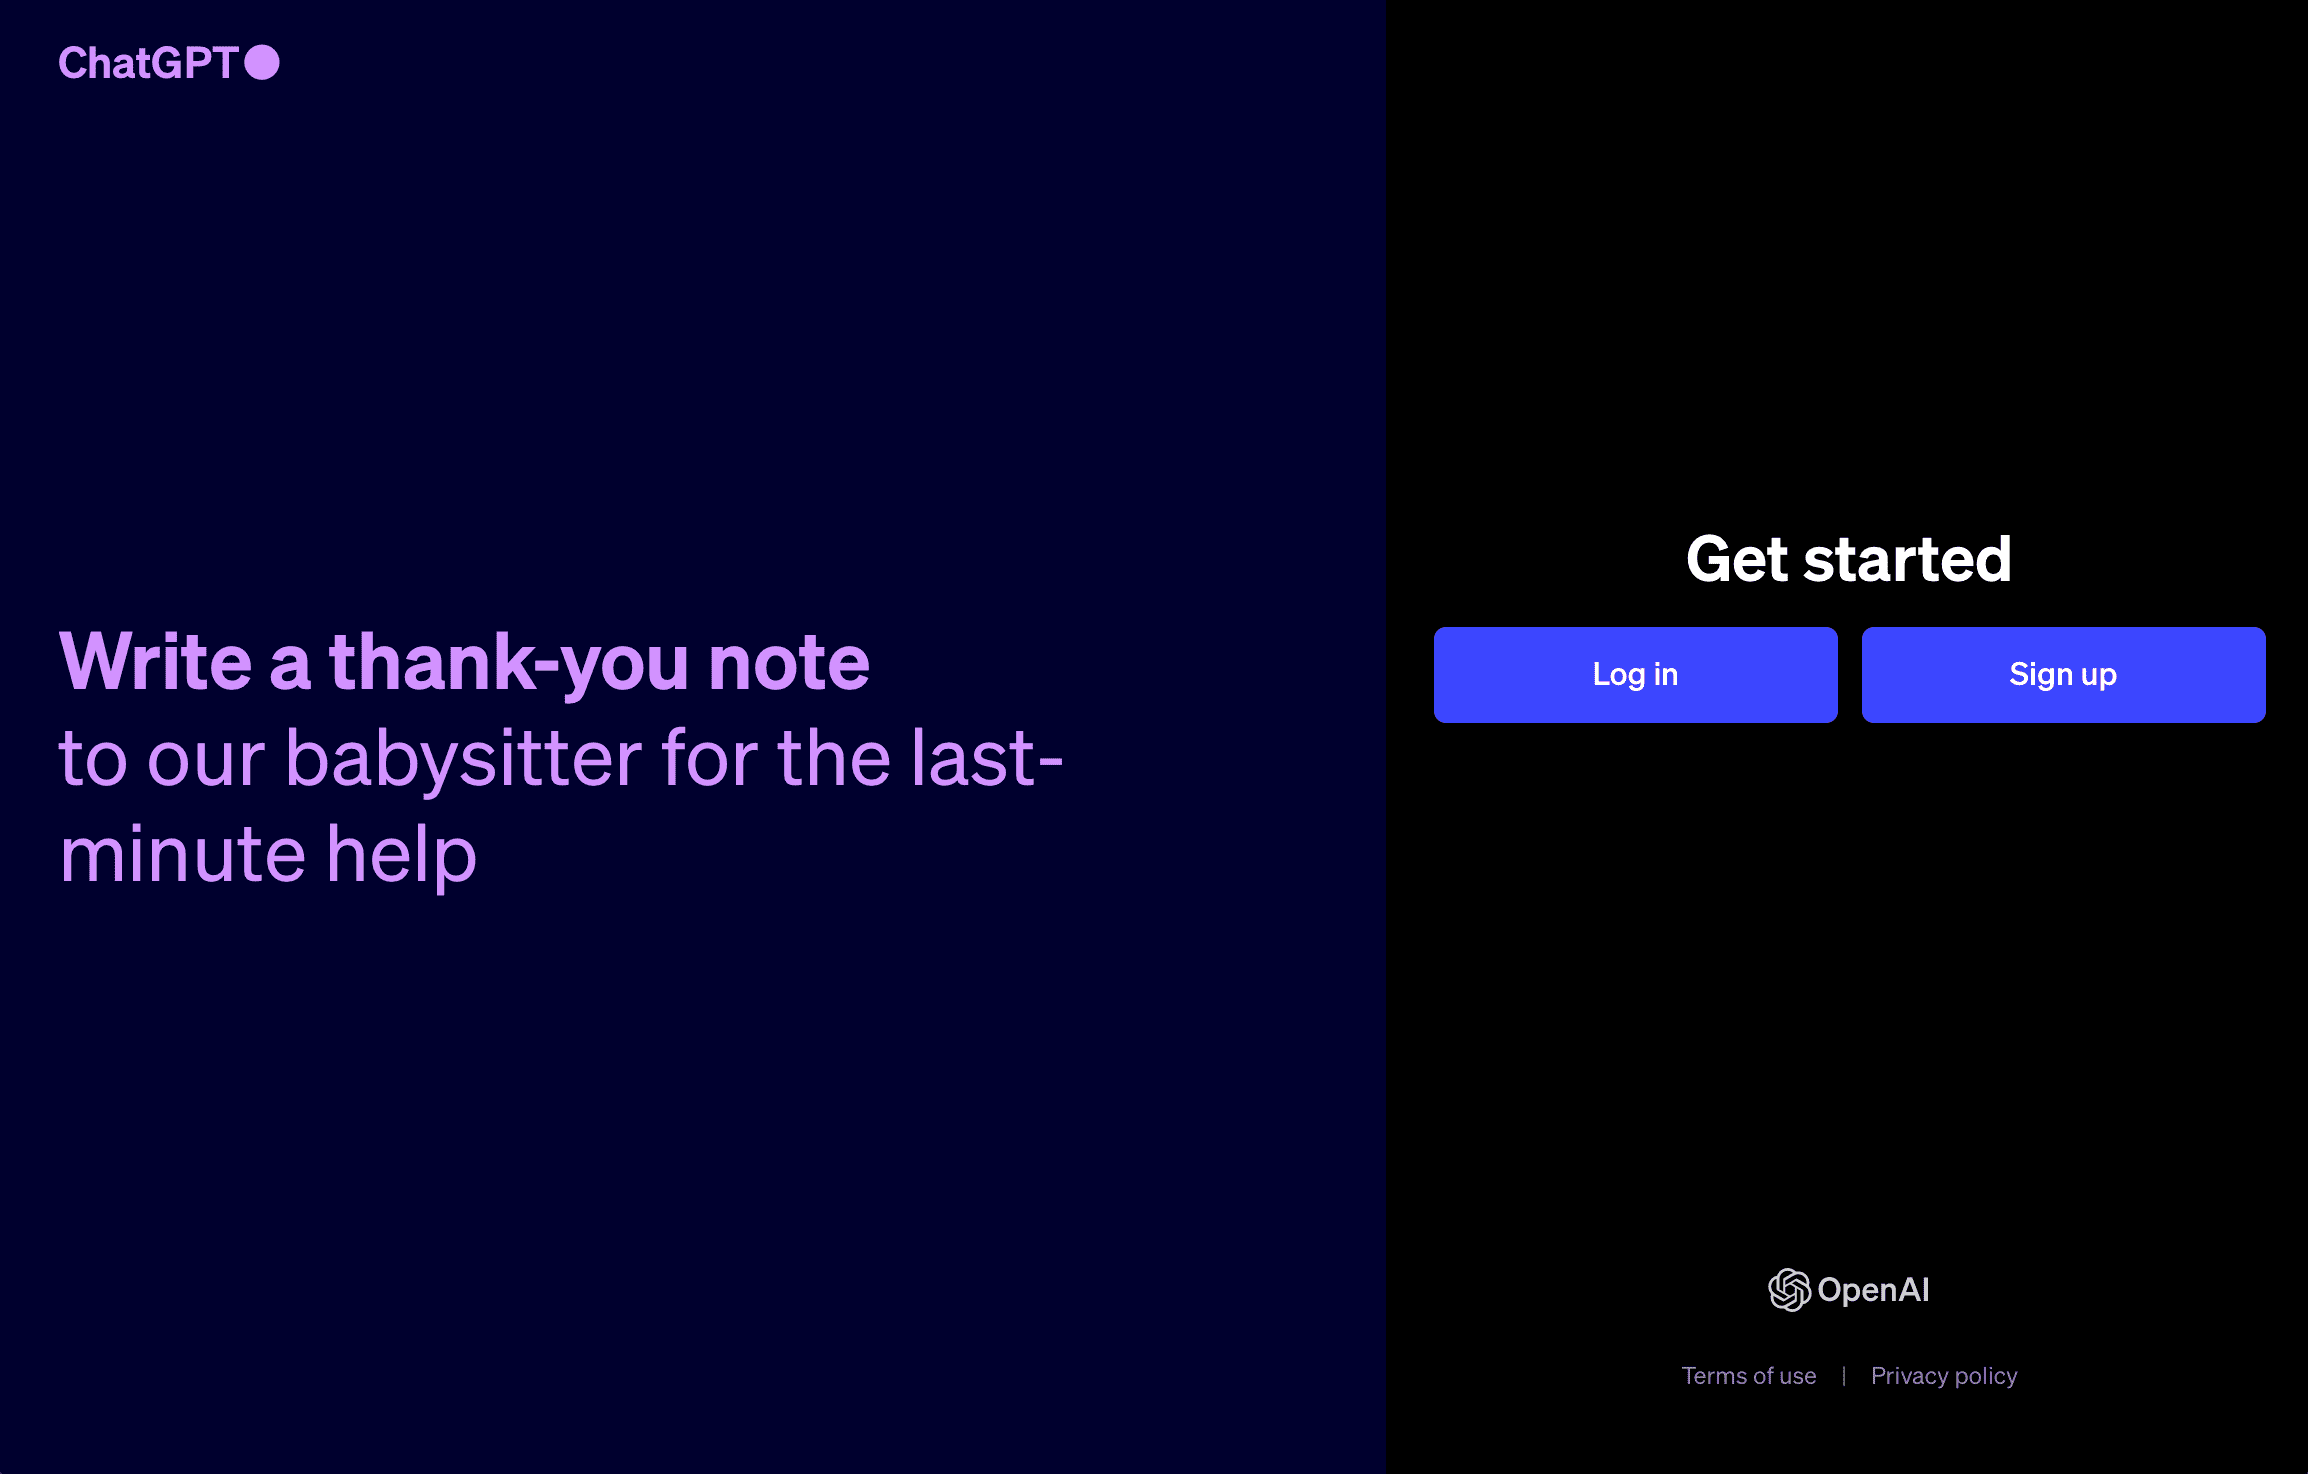 ChatGPT
Write a thank-you note
to our babysitter for the last-
minute help
Get started
Log in
Sign up
OpenAI
Terms of use | Privacy policy